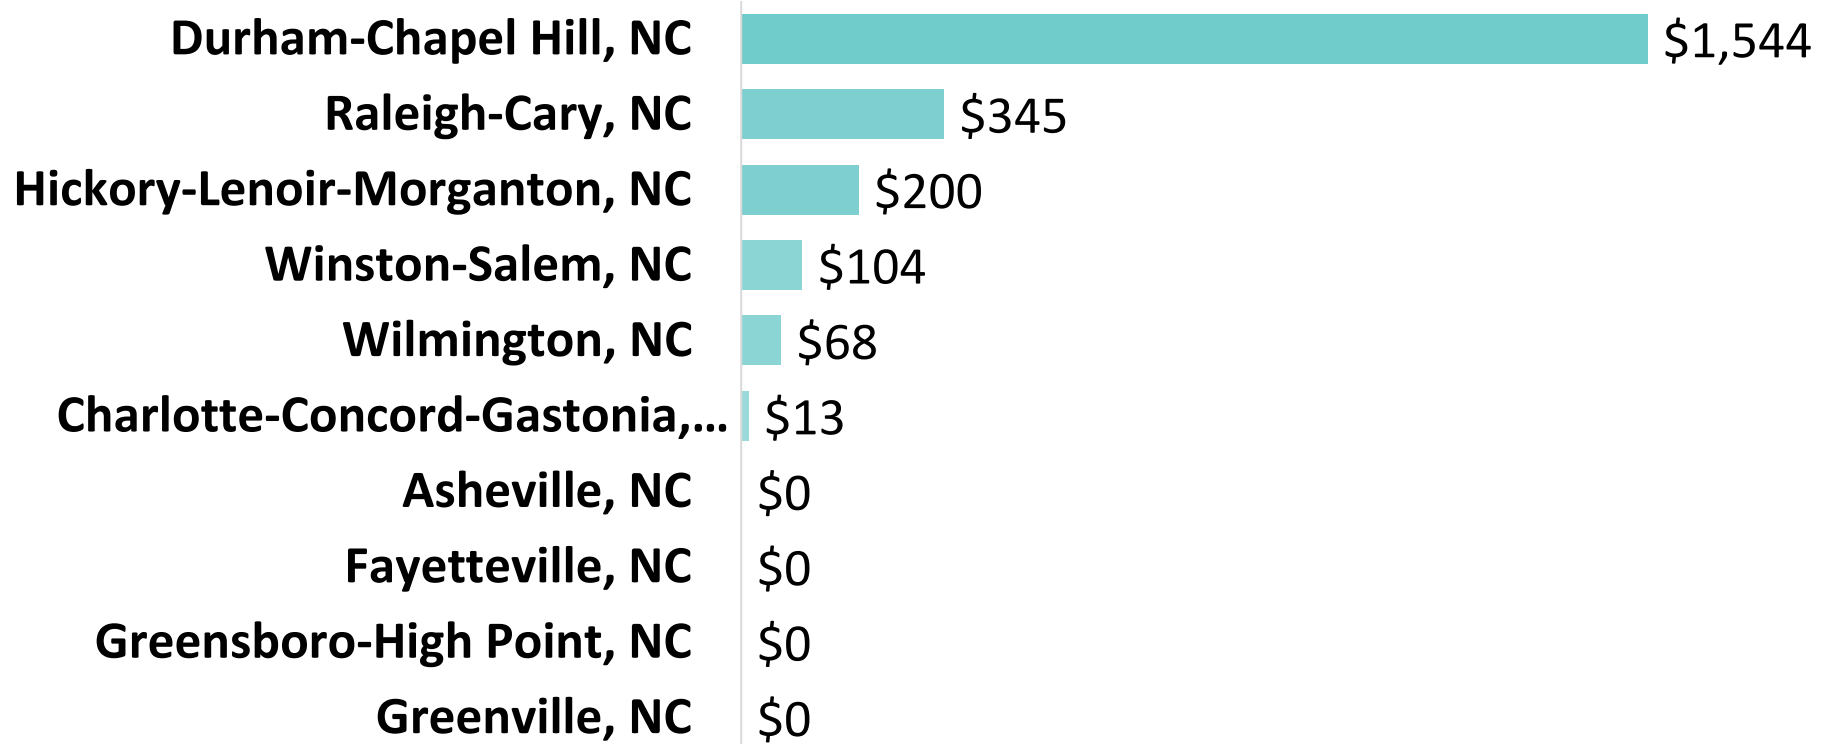 Durham-Chapel Hill, NC $1,544
Raleigh-Cary, NC $345
Hickory-Lenoir-Morganton, NC $200
Winston-Salem, NC $104
Wilmington, NC $68
Charlotte-Concord-Gastonia,... $13
Asheville, NC $0
Fayetteville, NC $0
Greensboro-High Point, NC $0
Greenville, NC $0